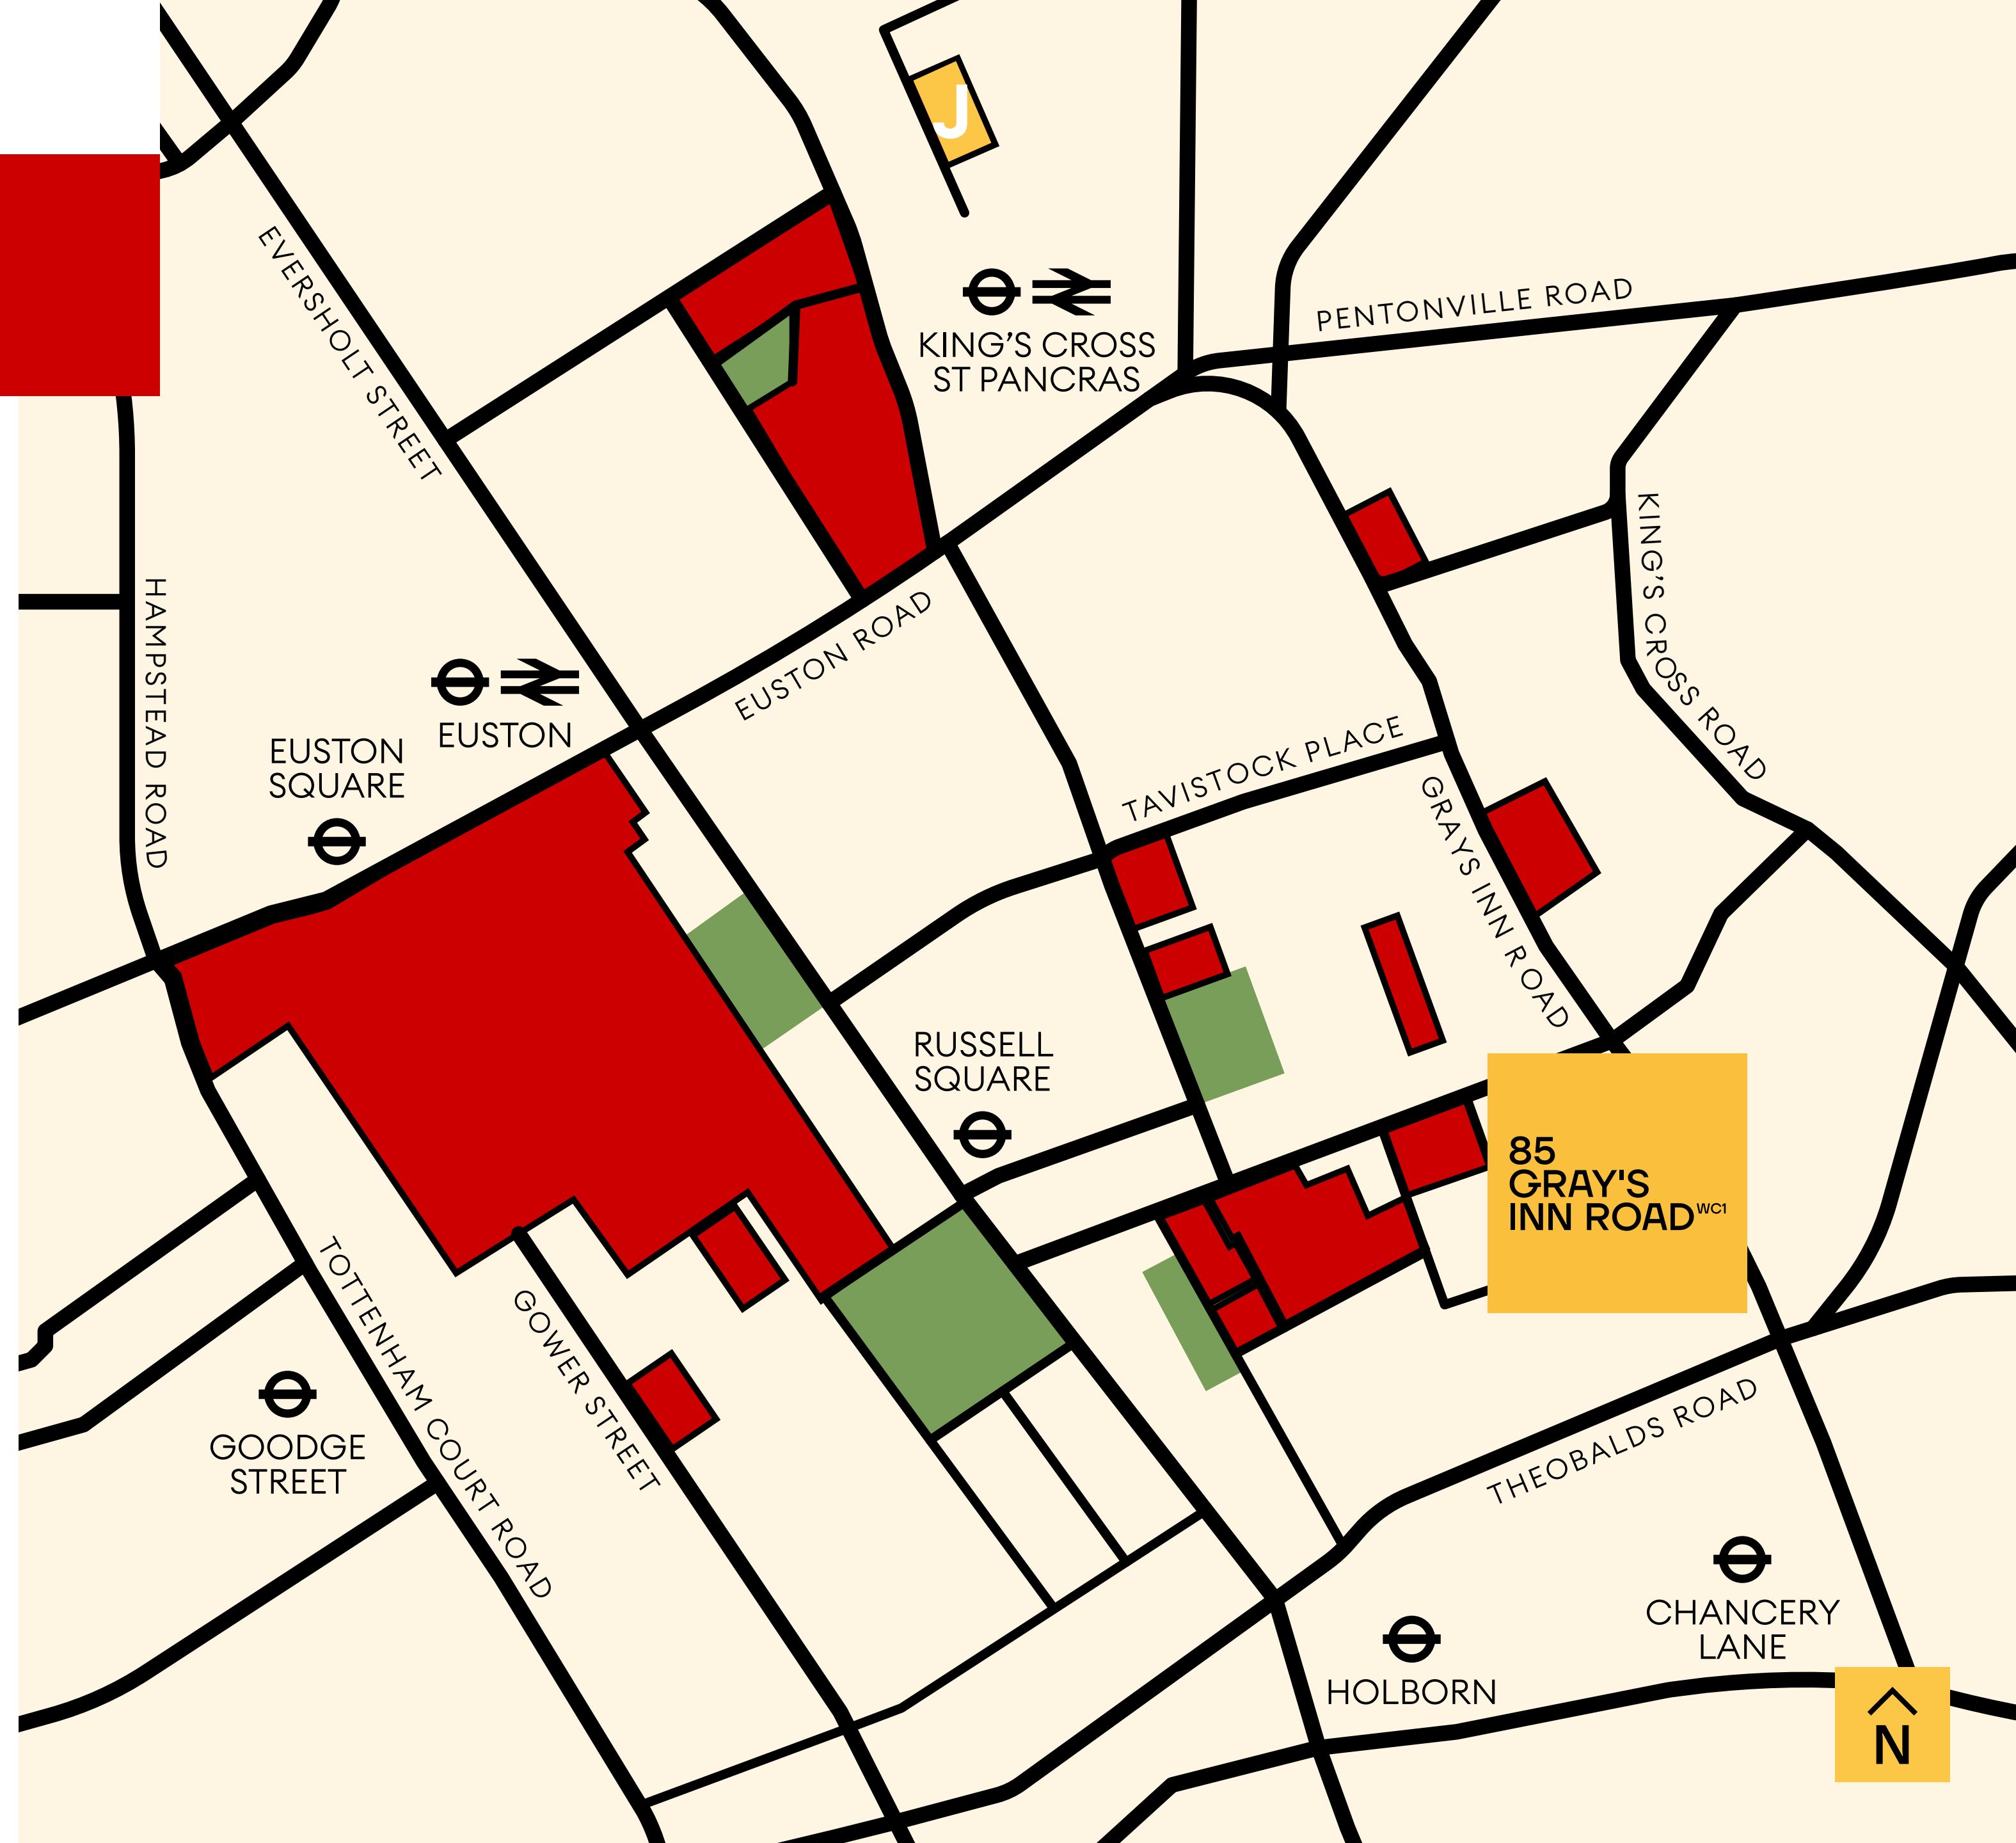 J
KING'S CROSS
ST PANCRAS
PENTONVILLE ROAD
EVERSHOLT STREET
KING'S CROSS ROAD
HAMPSTEAD ROAD
EUSTON ROAD
EUSTON
EUSTON
SQUARE
TAVISTOCK PLACE
GRAYS INN ROAD
RUSSELL
SQUARE
85
GRAY'S
INN ROAD WC1
TOTTENHAM COURT ROAD
GOWER STREET
GOODGE
STREET
THEOBALDS ROAD
CHANCERY
LANE
HOLBORN
N